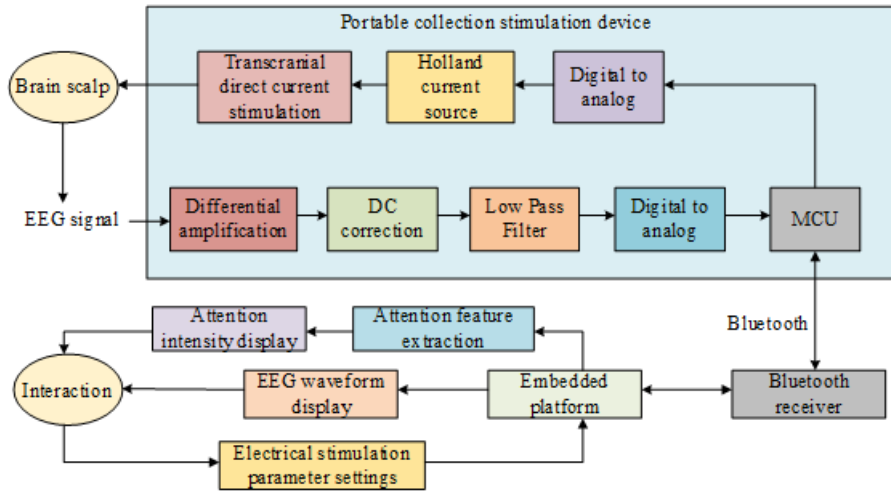 Portable collection stimulation device
Brain scalp
Transcranial
direct current
stimulation
Holland
current
source
Digital to
analog
EEG signal
Differential
amplification
DC
correction
Low Pass
Filter
Digital to
analog
MCU
Bluetooth
Attention
intensity display
Attention feature
extraction
Interaction
EEG waveform
display
Embedded
platform
Bluetooth
receiver
Electrical stimulation
parameter settings